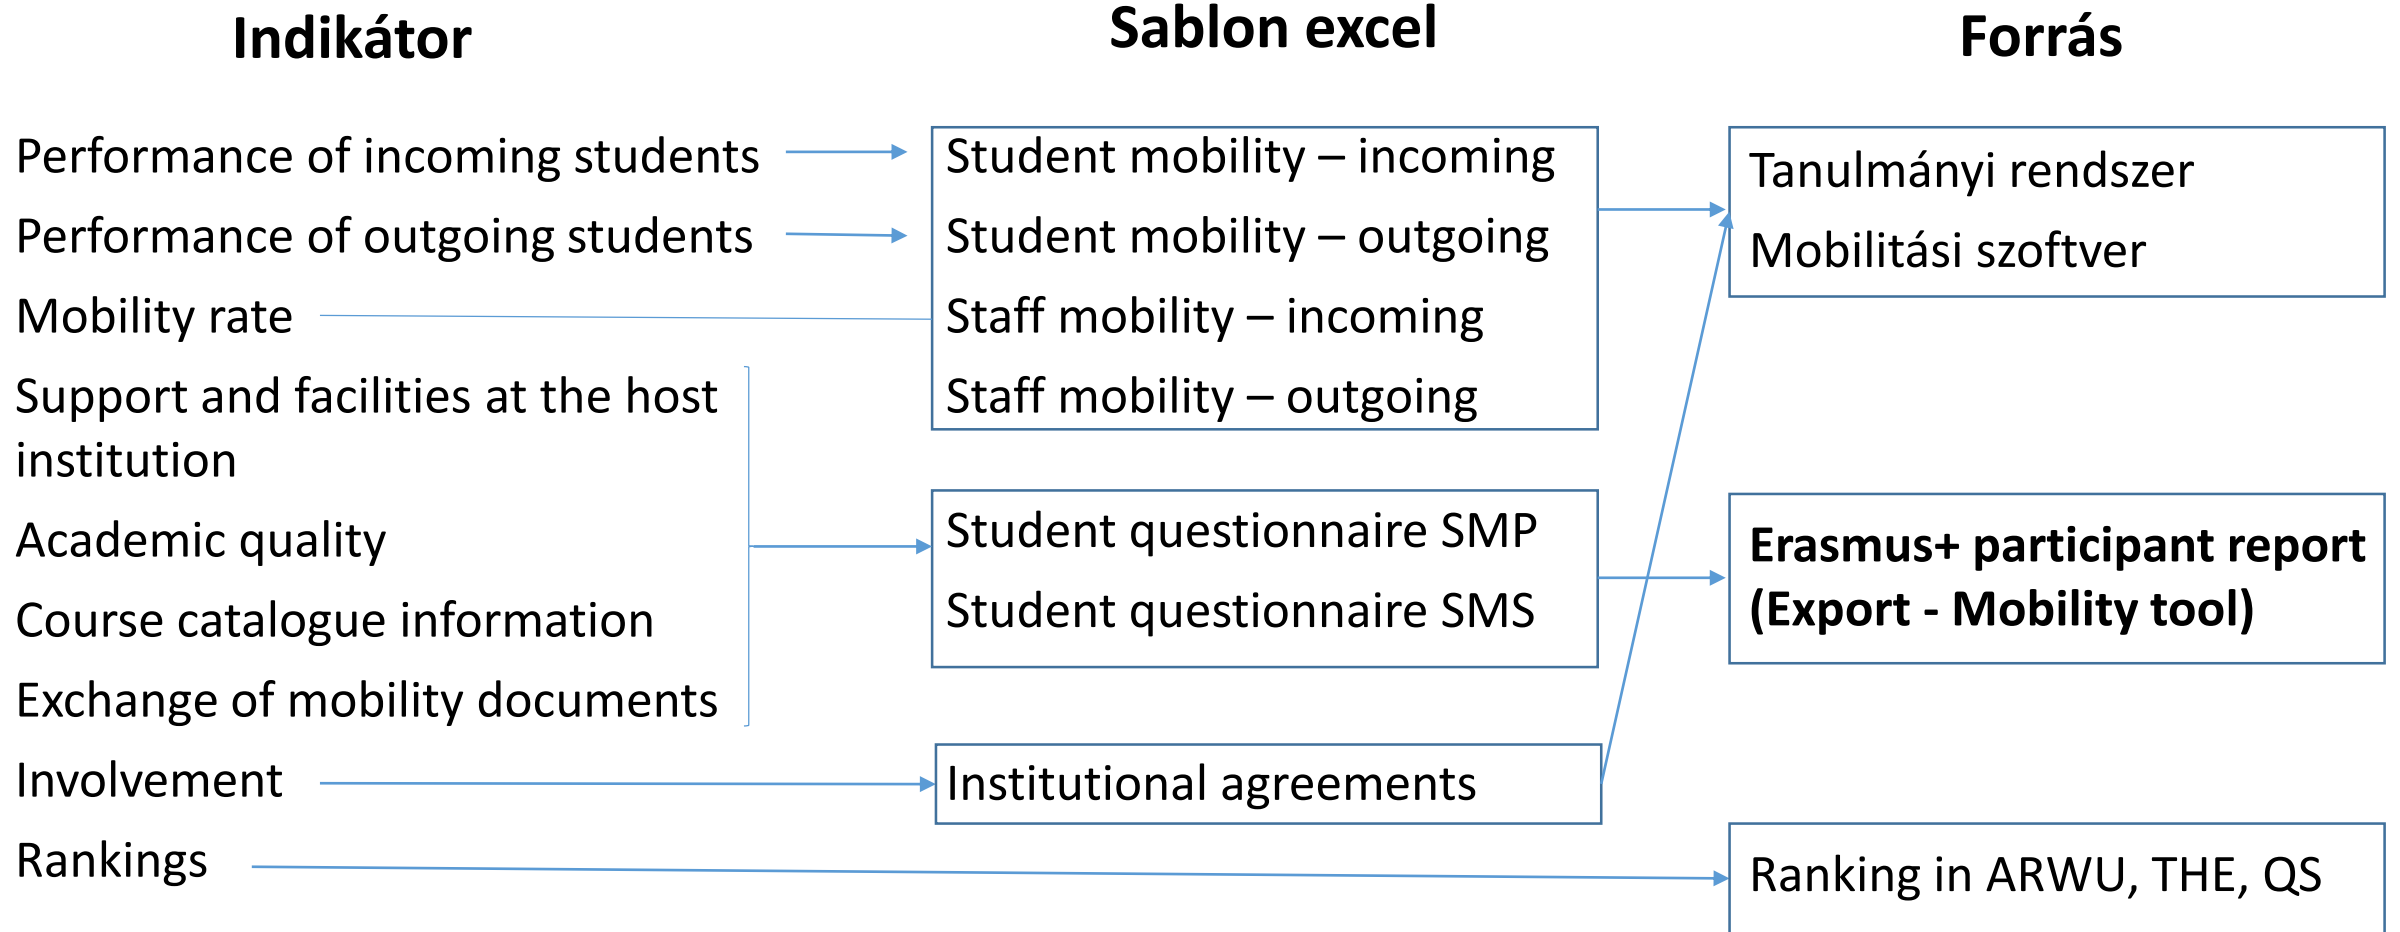 Indikátor
Performance of incoming students
Performance of outgoing students
Mobility rate
Support and facilities at the host
institution
Academic quality
Course catalogue information
Exchange of mobility documents
Involvement
Rankings
Sablon excel
Student mobility – incoming
Student mobility – outgoing
Staff mobility – incoming
Staff mobility – outgoing
Student questionnaire SMP
Student questionnaire SMS
Institutional agreements
Forrás
Tanulmányi rendszer
Mobilitási szoftver
Erasmus+ participant report
(Export - Mobility tool)
Ranking in ARWU, THE, QS